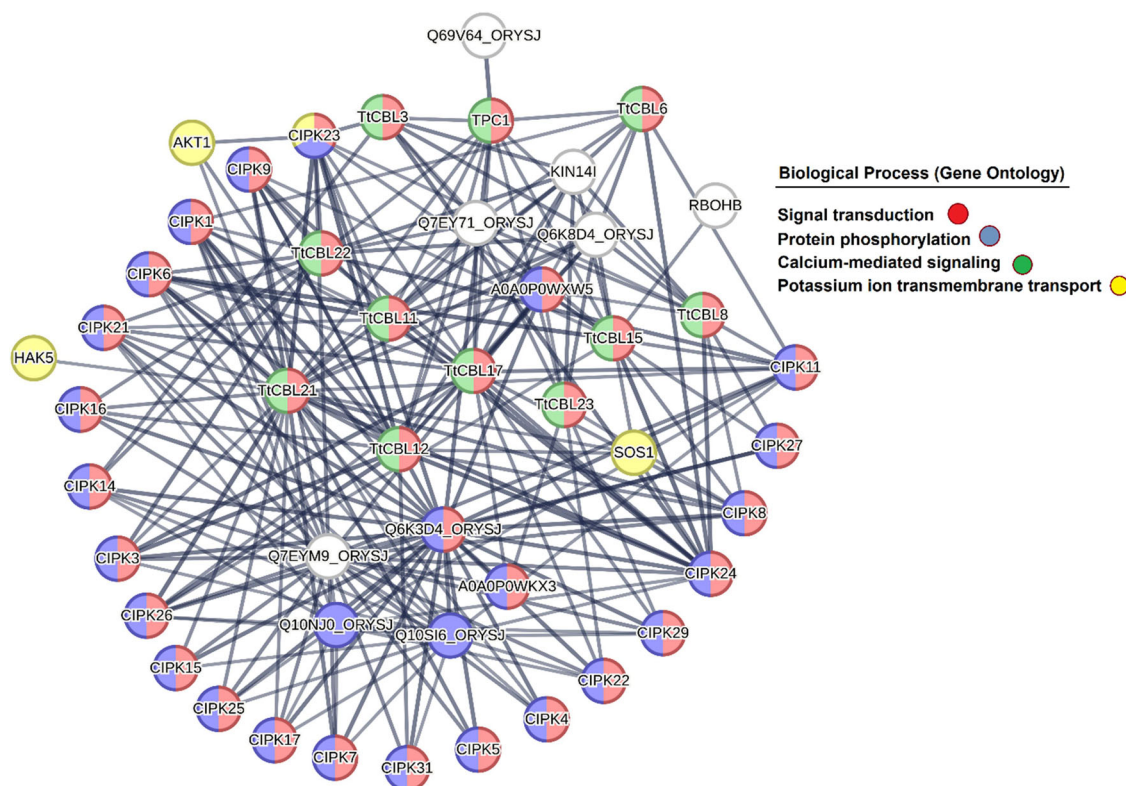 Q69V64_ORYSJ
TtCBL3
TPC1
TtCBL6
AKT1
CIPK23
CIPK9
KIN14I
Biological Process (Gene Ontology)
RBOHB
Signal transduction
CIPK1
Q7EY71_ORYSJ
Q6K8D4_ORYSJ
Protein phosphorylation
Calcium-mediated signaling
Potassium ion transmembrane transport
TtCBL22
CIPK6
A0A0P0WXW5
TtCBL11
TtCBL8
CIPK21
TtCBL15
HAK5
CIPK11
TtCBL17
TtCBL21
CIPK16
TtCBL23
TtCBL12
SOS1
CIPK27
CIPK14
CIPK8
Q6K3D4_ORYSJ
Q7EYM9_ORYSJ
CIPK3
CIPK24
A0A0P0WKX3
CIPK26
Q10NJ0_ORYSJ
Q10SI6_ORYSJ
CIPK29
CIPK15
CIPK22
CIPK25
CIPK4
CIPK17
CIPK7
CIPK31
CIPK5